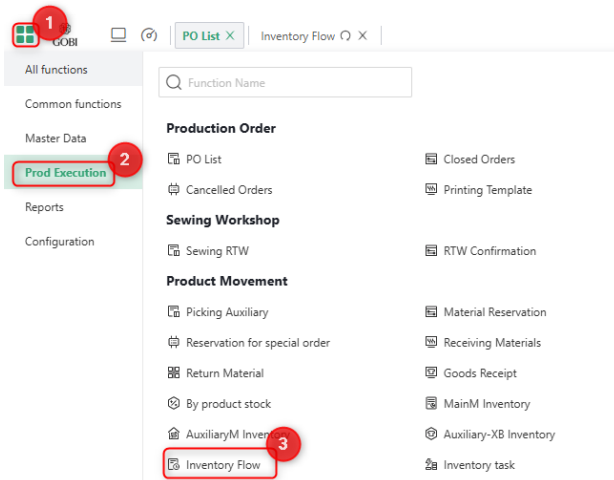 1
GOBI
PO List ×
Inventory Flow ×
All functions
Common functions
Master Data
Prod Execution
2
Reports
Configuration
Function Name
Production Order
PO List
Closed Orders
Cancelled Orders
Printing Template
Sewing Workshop
Sewing RTW
RTW Confirmation
Product Movement
Picking Auxiliary
Material Reservation
Reservation for special order
Receiving Materials
Return Material
Goods Receipt
By product stock
MainM Inventory
AuxiliaryM Inventory
Auxiliary-XB Inventory
3
Inventory Flow
Inventory task